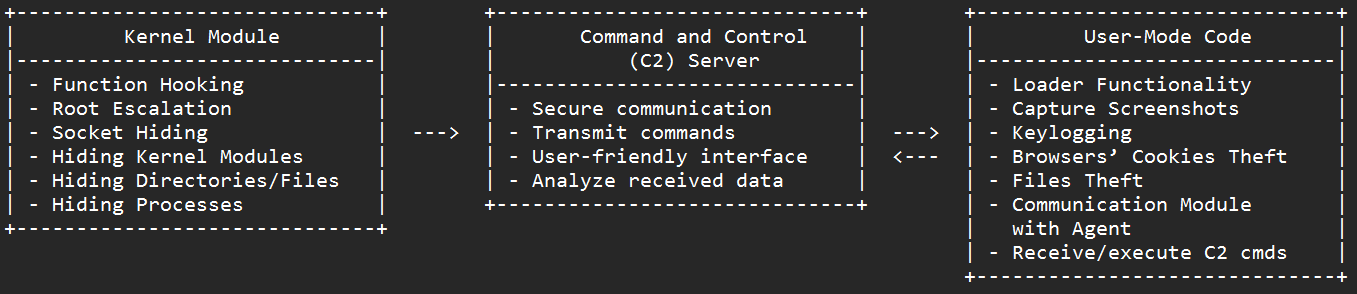 Kernel Module
- Function Hooking
- Root Escalation
- Socket Hiding
- Hiding Kernel Modules
- Hiding Directories/Files
- Hiding Processes
--->
Command and Control
(C2) Server
- Secure communication
- Transmit commands
- User-friendly interface
- Analyze received data
--->
<---
User-Mode Code
- Loader Functionality
- Capture Screenshots
- Keylogging
- Browsers’ Cookies Theft
- Files Theft
- Communication Module
with Agent
- Receive/execute C2 cmds